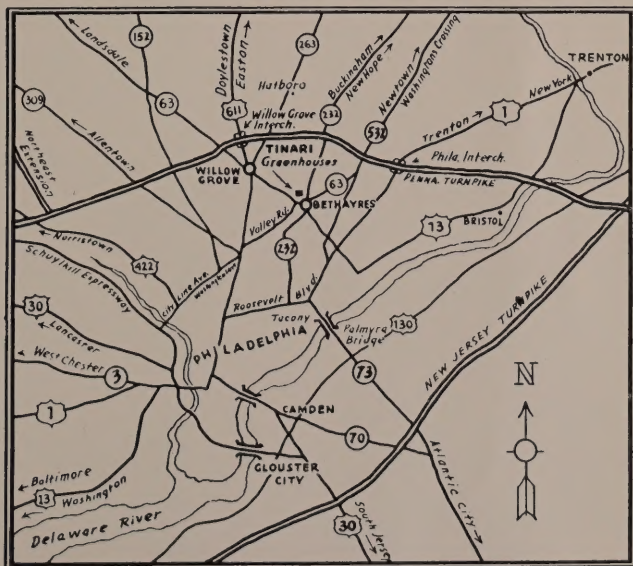 Lansdale
152
Doylestown
Easton
263
Buckingham
New Hope
Newtown
Washingtons Crossing
TRENTON
New York
Hatboro
309
63
611
232
532
Trenton
1
Allentown
Willow Grove
Interch.
TINARI
Greenhouses
Phila. Interch.
Northeast
Extension
WILLOW
GROVE
63
PENNA. TURNPIKE
BETHAYRES
Valley Rd.
13
BRISTOL
Norristown
232
Schuylkill Expressway
422
City Line Ave.
Washington
30
Roosevelt Blvd.
Lancaster
Tacony
Palmyra
Bridge
130
PHILADELPHIA
NEW JERSEY TURNPIKE
West Chester
3
73
N
1
CAMDEN
70
Baltimore
GLOUSTER
CITY
13
Washington
Atlantic City
Delaware River
30
South Jersey